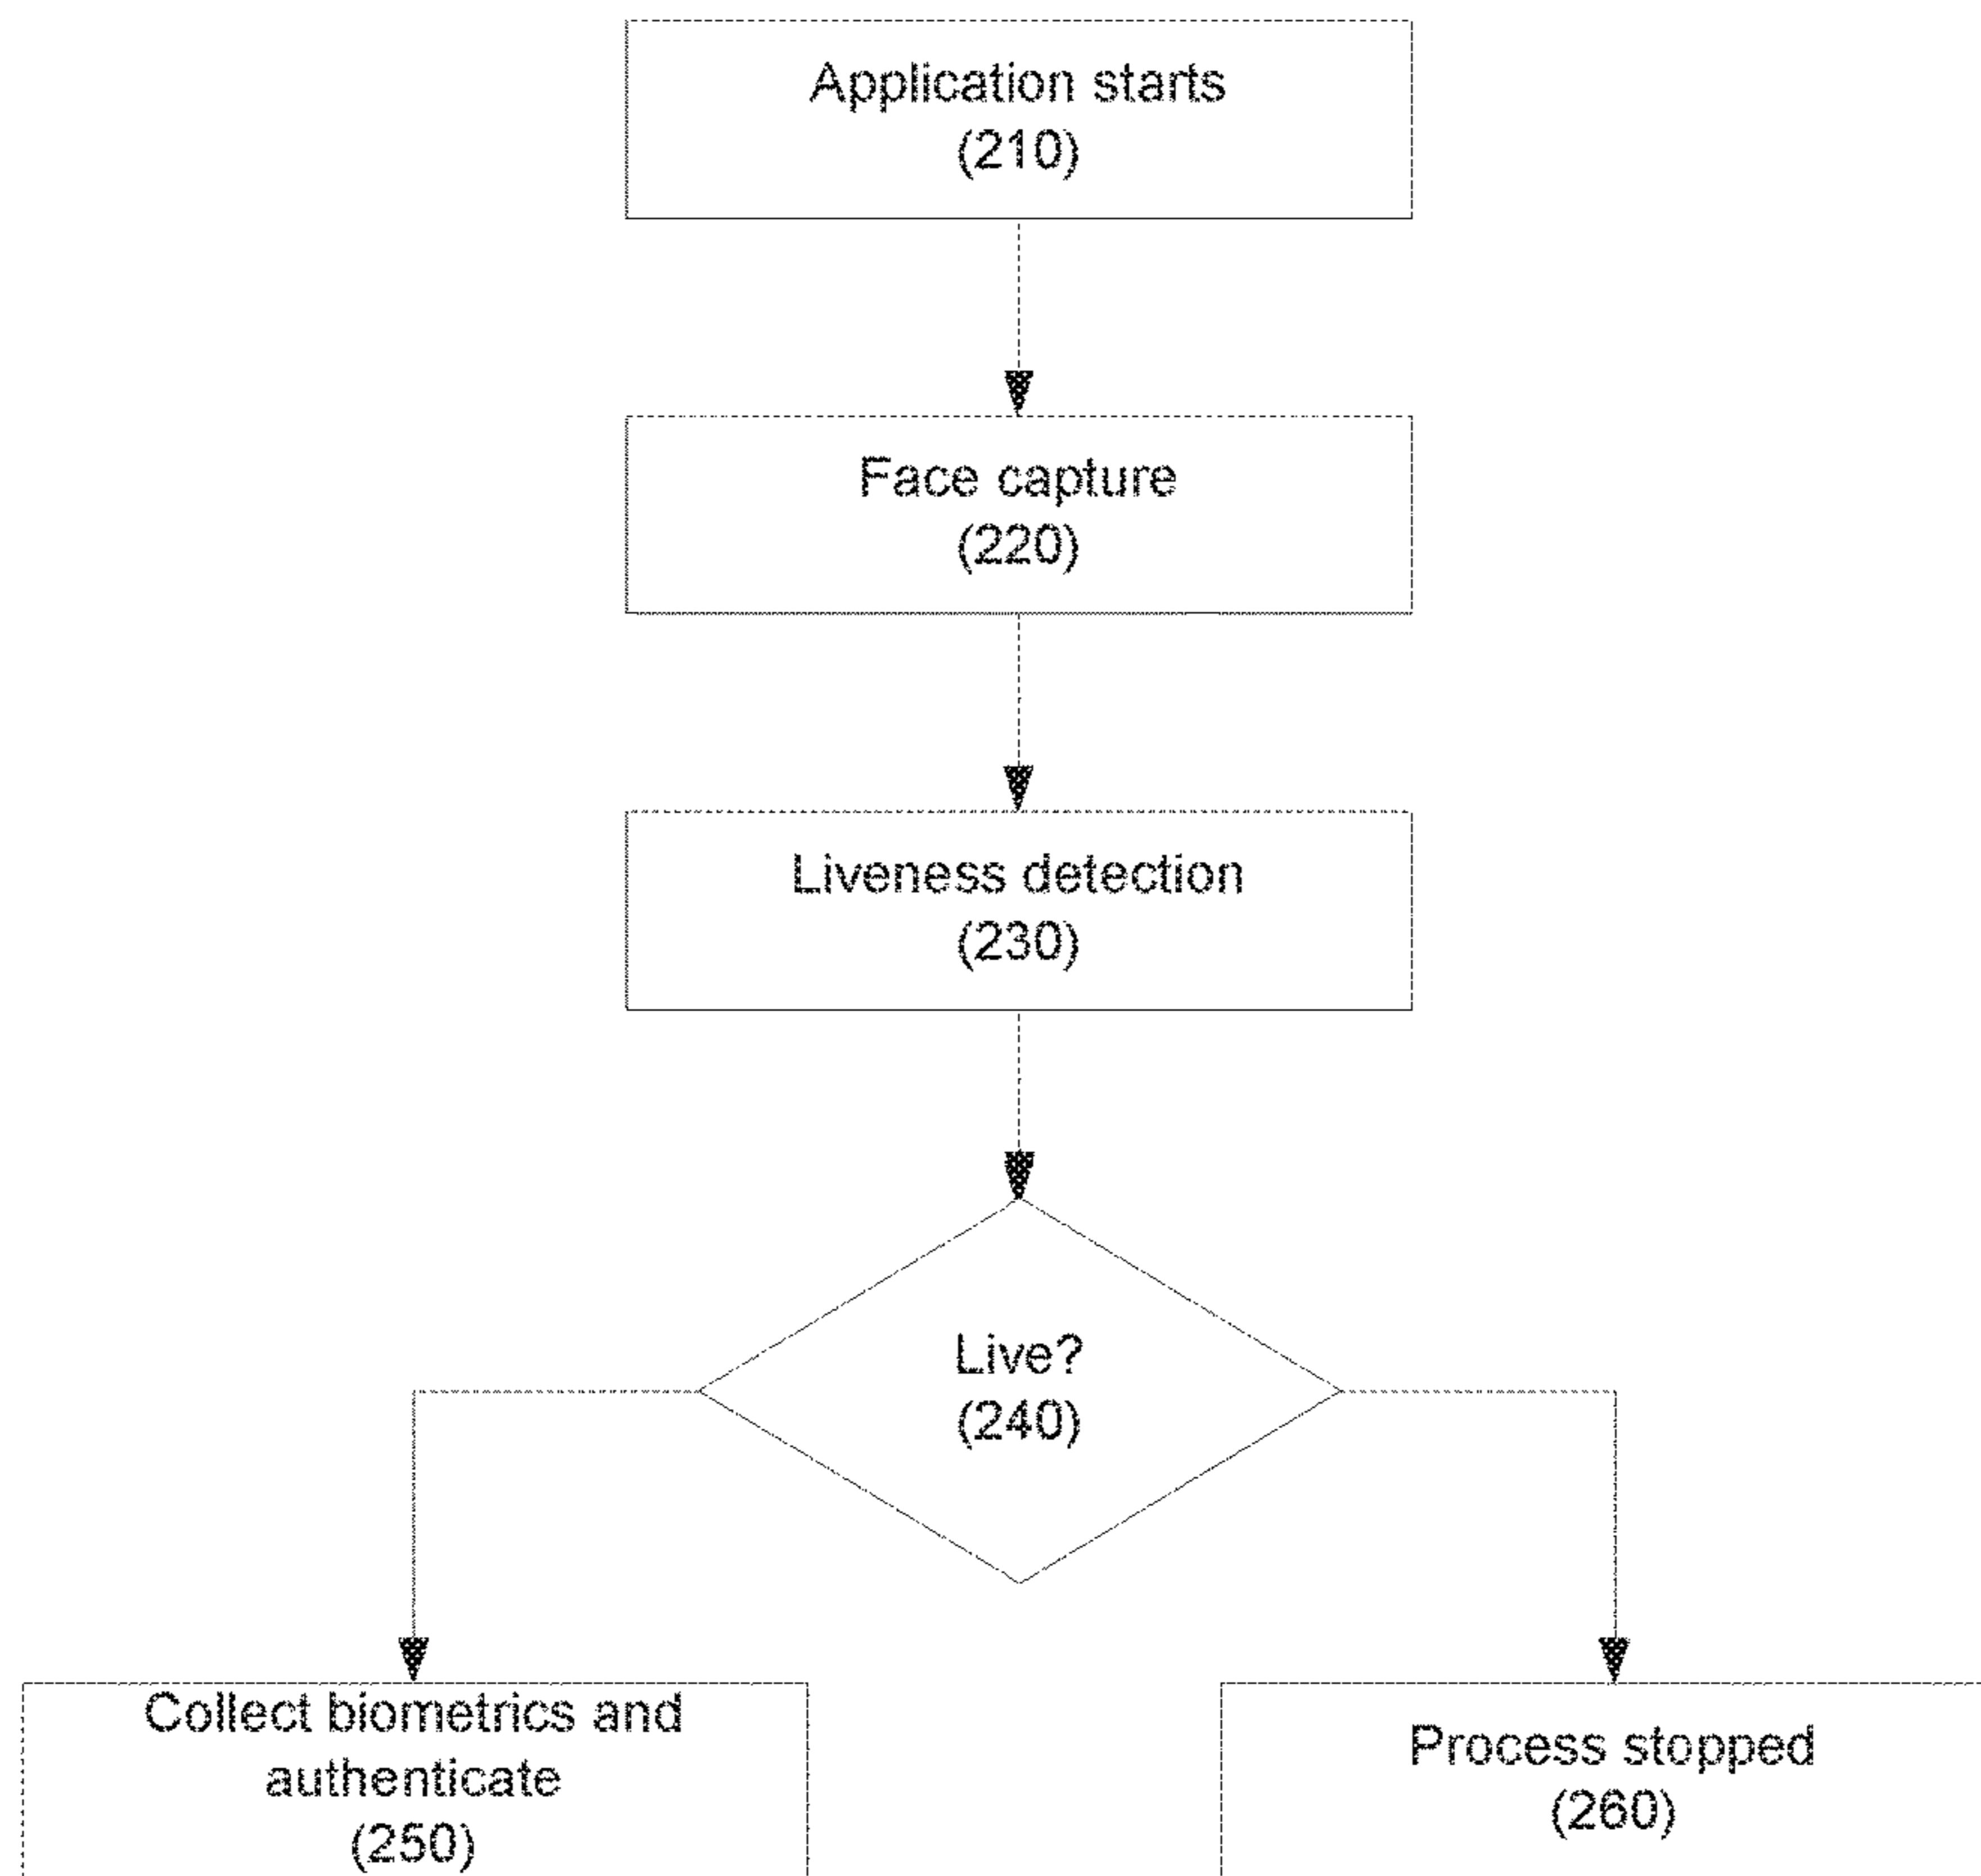 Application starts
(210)
Face capture
(220)
Liveness detection
(230)
Live?
(240)
Collect biometrics and
authenticate
(250)
Process stopped
(260)